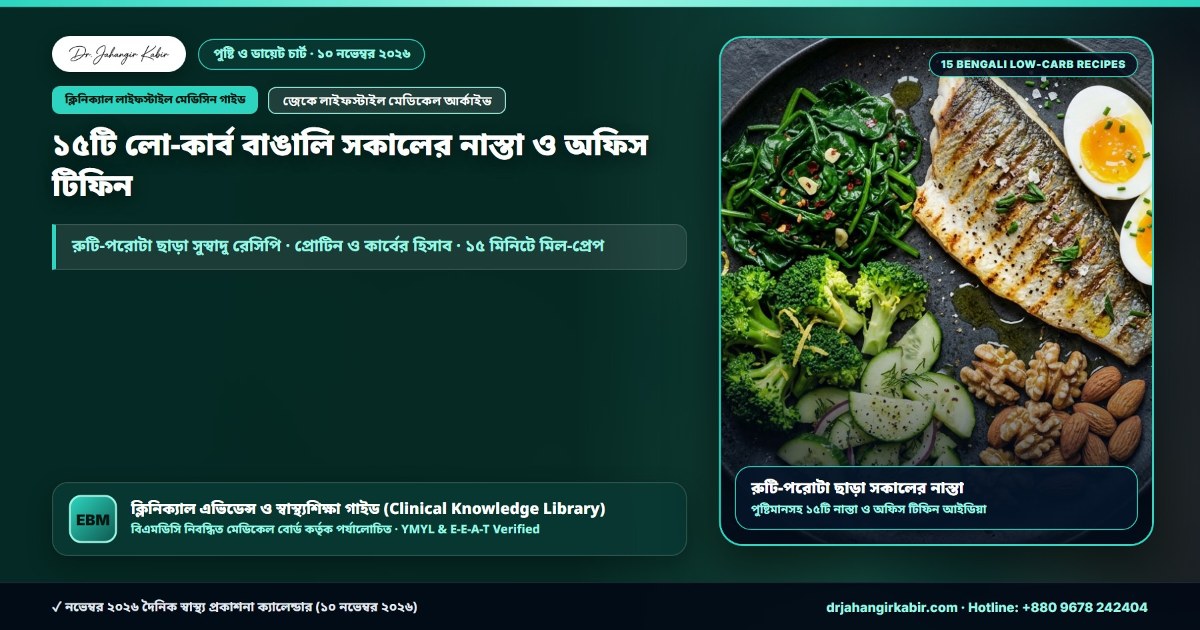 Dr. Jahangir Kabir
পুষ্টি ও ডায়েট চার্ট · ১০ নভেম্বর ২০২৬
ক্লিনিক্যাল লাইফস্টাইল মেডিসিন গাইড
জেকে লাইফস্টাইল মেডিকেল আর্কাইভ
১৫টি লো-কার্ব বাঙালি সকালের নাস্তা ও অফিস
টিফিন
রুটি-পরোটা ছাড়া সুস্বাদু রেসিপি · প্রোটিন ও কার্বের হিসাব · ১৫ মিনিটে মিল-প্রেপ
EBM
ক্লিনিক্যাল এভিডেন্স ও স্বাস্থ্যশিক্ষা গাইড (Clinical Knowledge Library)
বিএমডিসি নিবন্ধিত মেডিকেল বোর্ড কর্তৃক পর্যালোচিত · YMYL & E-E-A-T Verified
15 BENGALI LOW-CARB RECIPES
রুটি-পরোটা ছাড়া সকালের নাস্তা
পুষ্টিমানসহ ১৫টি নাস্তা ও অফিস টিফিন আইডিয়া
✓ নভেম্বর ২০২৬ দৈনিক স্বাস্থ্য প্রকাশনা ক্যালেন্ডার (১০ নভেম্বর ২০২৬)
drjahangirkabir.com · Hotline: +880 9678 242404